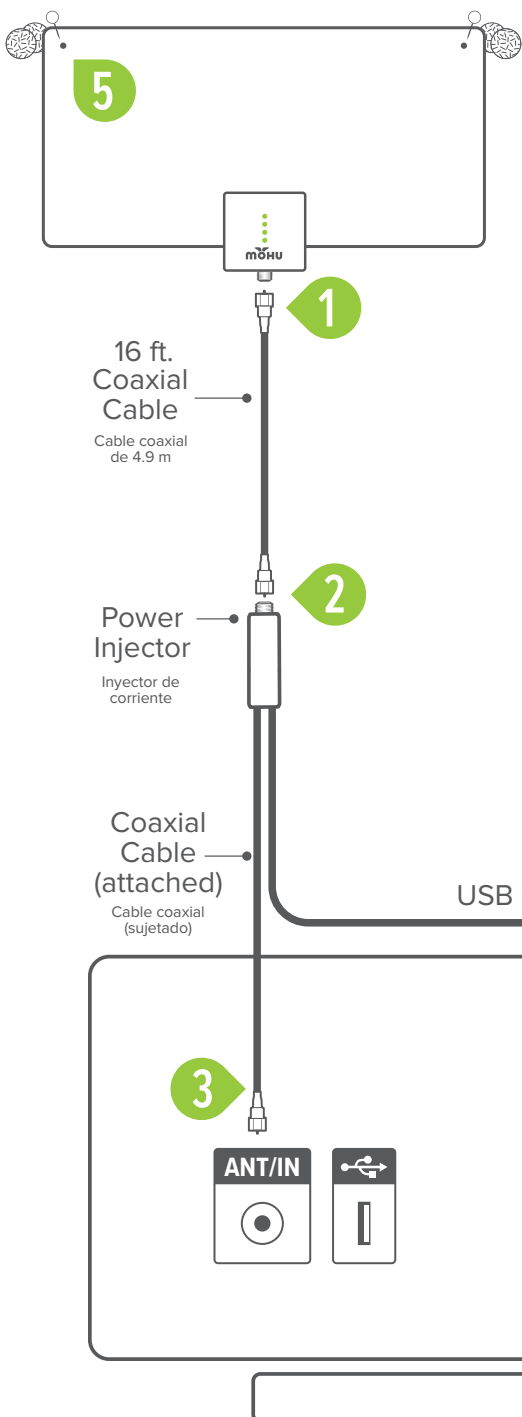 5
mohu
1
16 ft.
Coaxial
Cable
Cable coaxial
de 4.9 m
2
Power
Injector
Inyector de
corriente
Coaxial
Cable
(attached)
Cable coaxial
(sujetado)
USB
3
ANT/IN